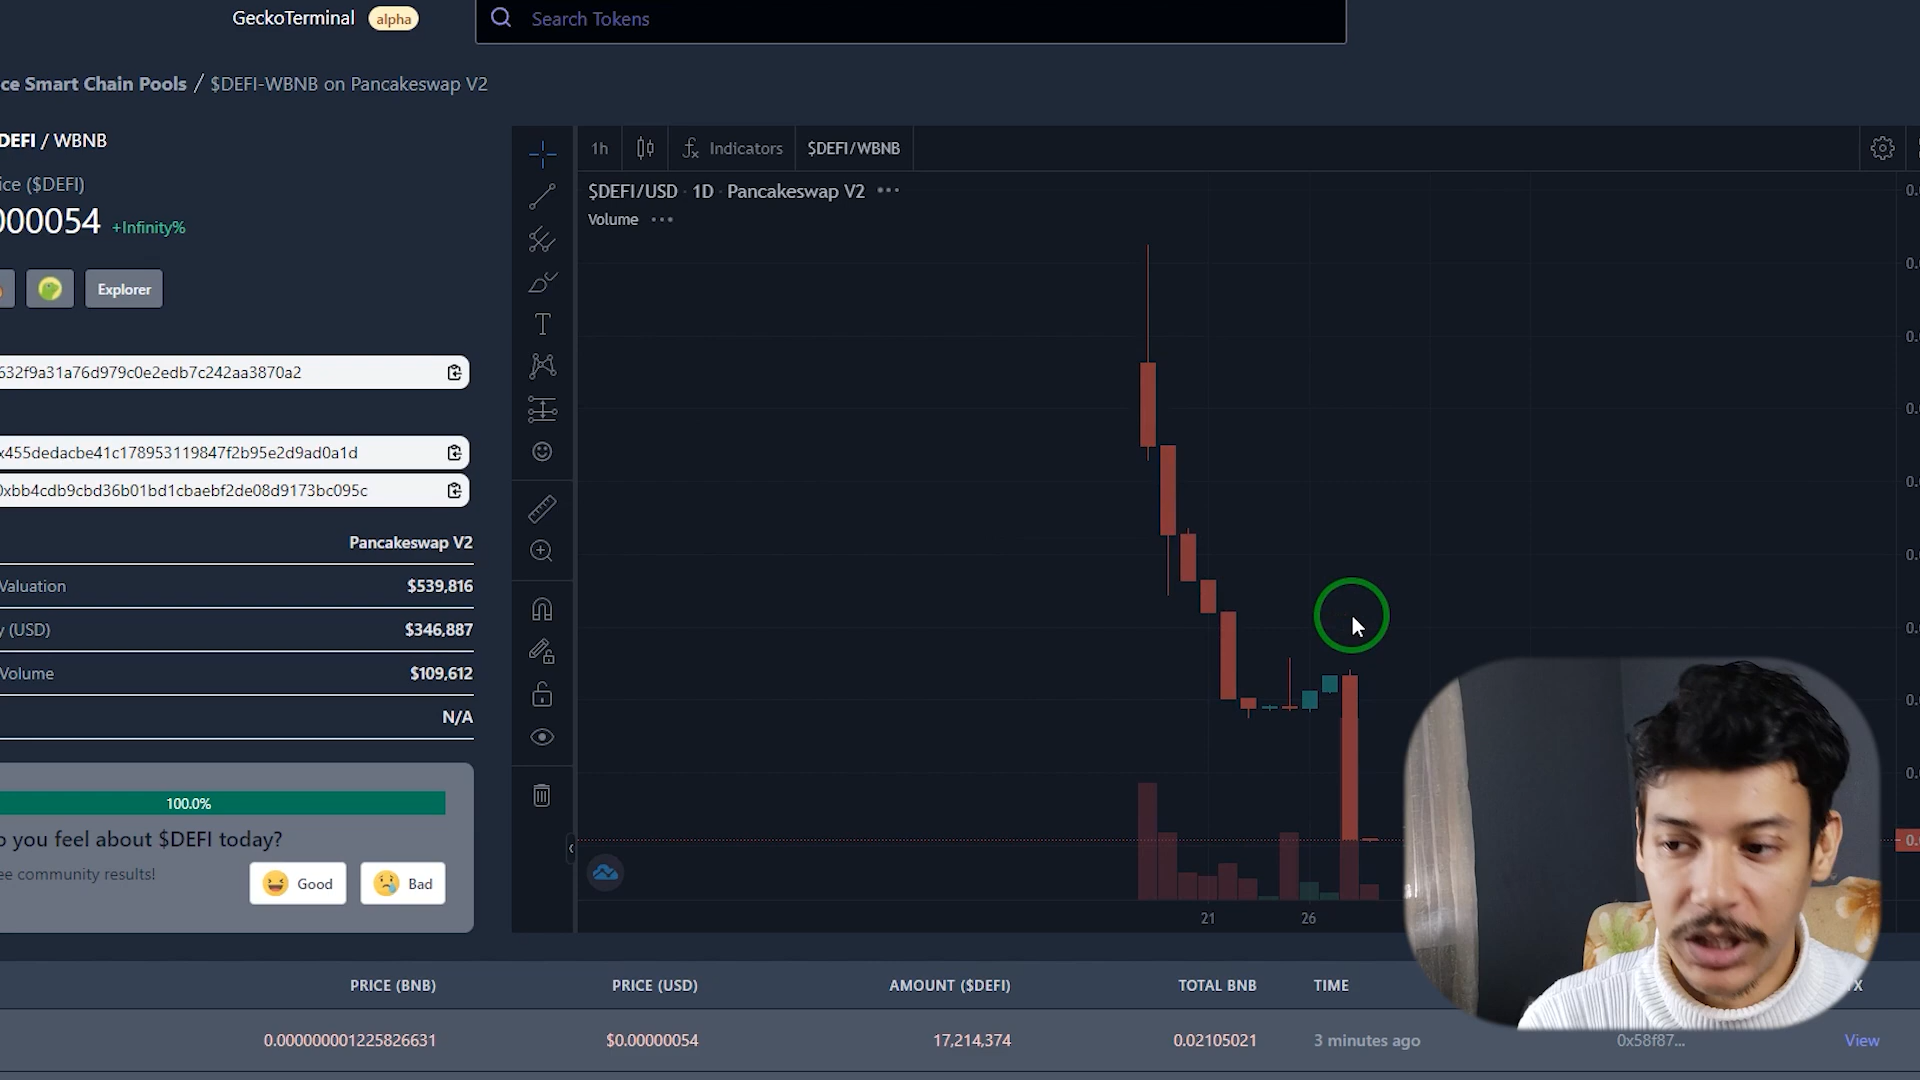 GeckoTerminal alpha
Search Tokens
ce Smart Chain Pools / $DEFI-WBNB on Pancakeswap V2
DEFI / WBNB
ice ($DEFI)
000054 +Infinity%
Explorer
632f9a31a76d979c0e2edb7c242aa3870a2
x455dedacbe41c178953119847f2b95e2d9ad0a1d
0xbb4cdb9cbd36b01bd1cbaebf2de08d9173bc095c
Pancakeswap V2
Valuation $539,816
y (USD) $346,887
Volume $109,612
N/A
100.0%
o you feel about $DEFI today?
ee community results!
Good Bad
1h Indicators $DEFI/WBNB
$DEFI/USD · 1D · Pancakeswap V2
Volume
21 26
PRICE (BNB) PRICE (USD) AMOUNT ($DEFI) TOTAL BNB TIME
0.000000001225826631 $0.00000054 17,214,374 0.02105021 3 minutes ago 0x58f87... View